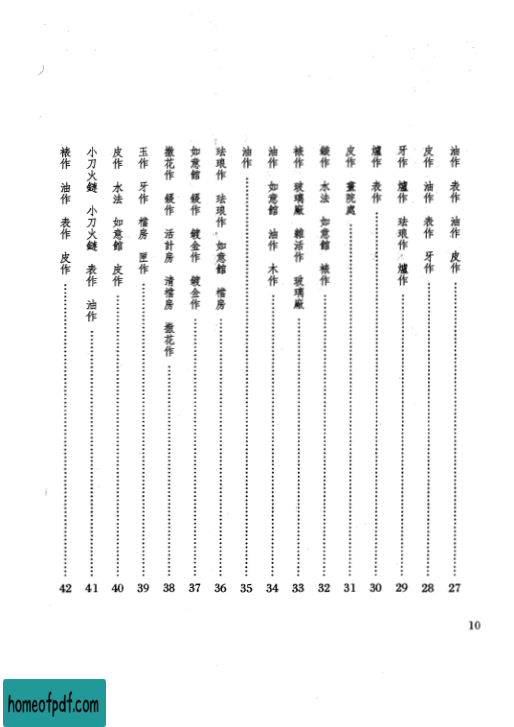 油作　表作　油作　皮作 27
皮作　油作　表作　牙作 28
牙作　爐作　珐琅作　爐作 29
爐作　表作 30
皮作　畫院處 31
鍍作　水法　如意館　裱作 32
裱作　玻璃廠　雜活作　玻璃廠 33
油作　如意館　油作　木作 34
油作 35
珐琅作　珐琅作　如意館　檔房 36
如意館　鍍作　鍍金作　鍍金作 37
撒花作　鍍作　活計房　清檔房　撒花作 38
玉作　牙作　檔房　匣作 39
皮作　水法　如意館　皮作 40
小刀火鐮　小刀火鐮　表作　油作 41
裱作　油作　表作　皮作 42
10
homeofpdf.com